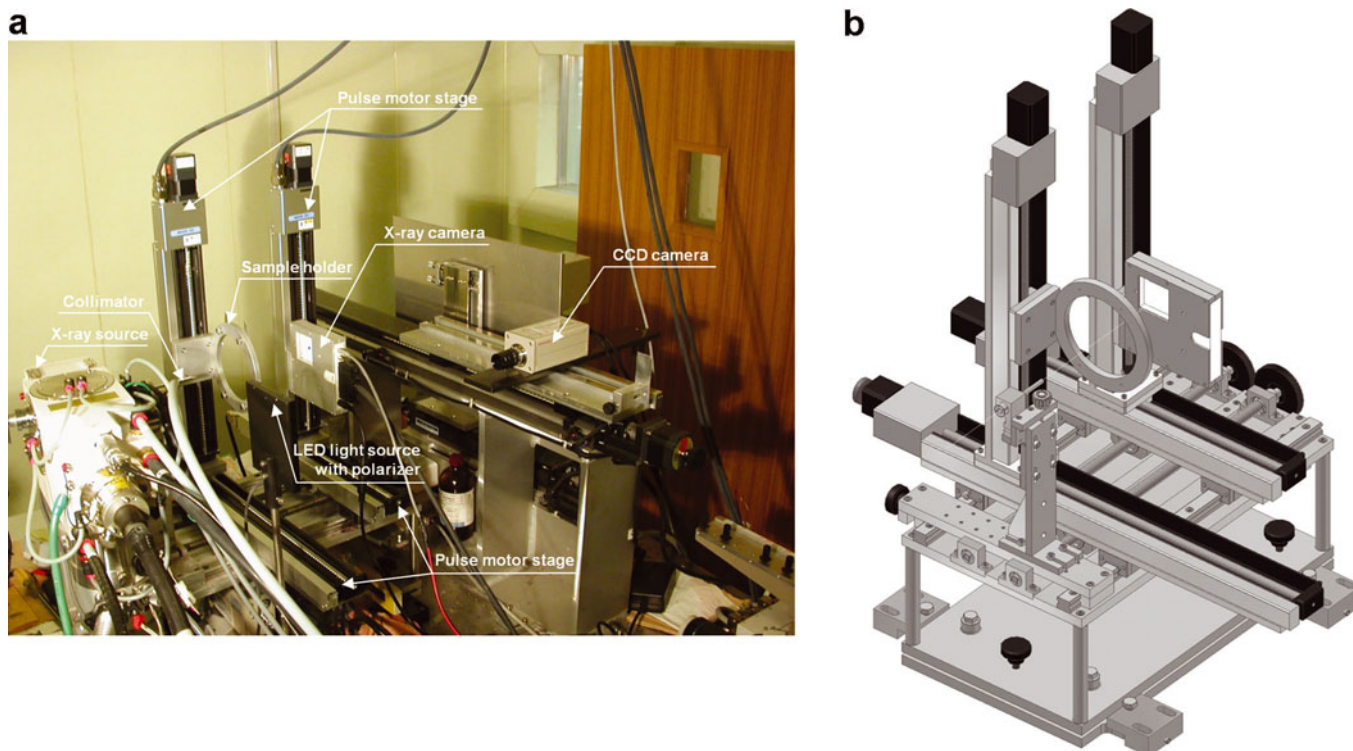 a
b
Pulse motor stage
X-ray camera
Sample holder
CCD camera
Collimator
X-ray source
LED light source
with polarizer
Pulse motor stage